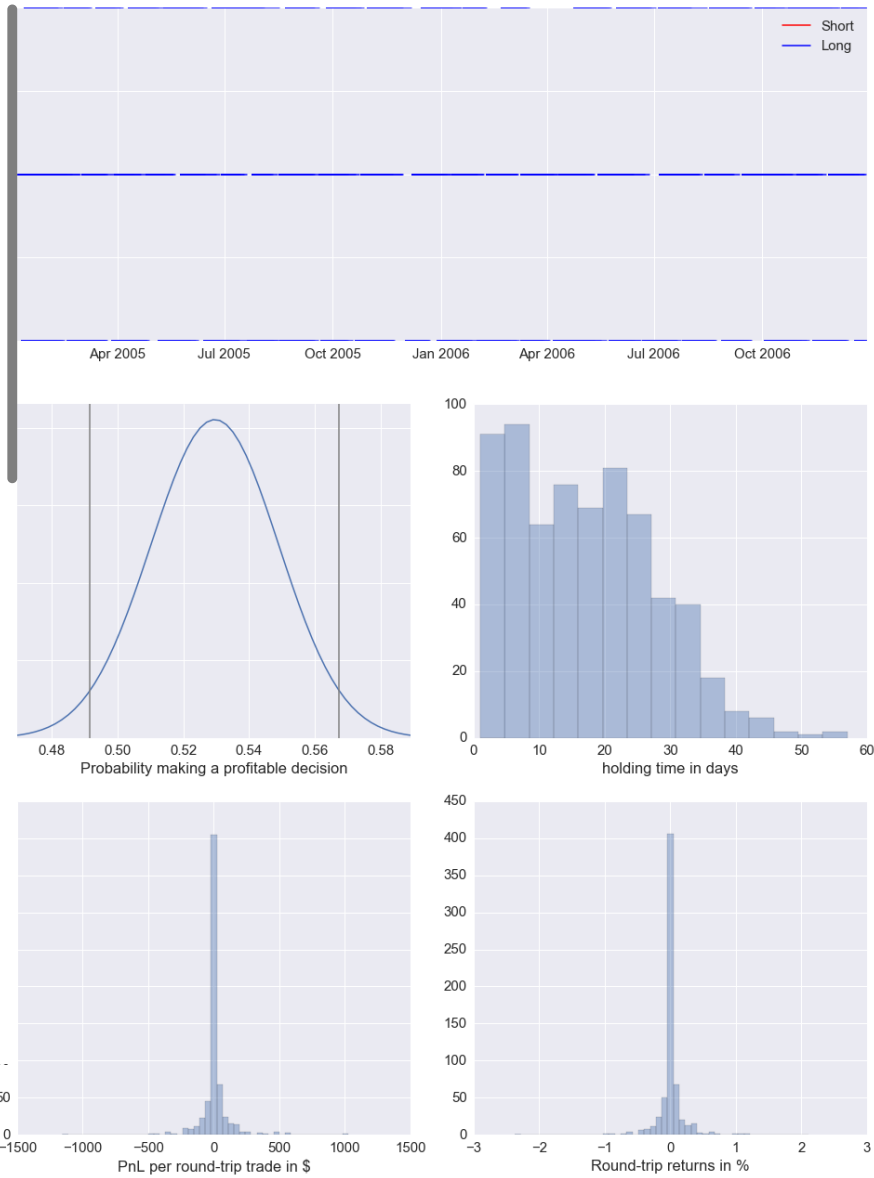 Short
Long
Apr 2005 Jul 2005 Oct 2005 Jan 2006 Apr 2006 Jul 2006 Oct 2006
100
80
60
40
20
0
0.48 0.50 0.52 0.54 0.56 0.58
Probability making a profitable decision
0 10 20 30 40 50 60
holding time in days
450
400
350
300
250
200
150
100
50
0
0
−1500 −1000 −500 0 500 1000 1500
PnL per round-trip trade in $
−3 −2 −1 0 1 2 3
Round-trip returns in %